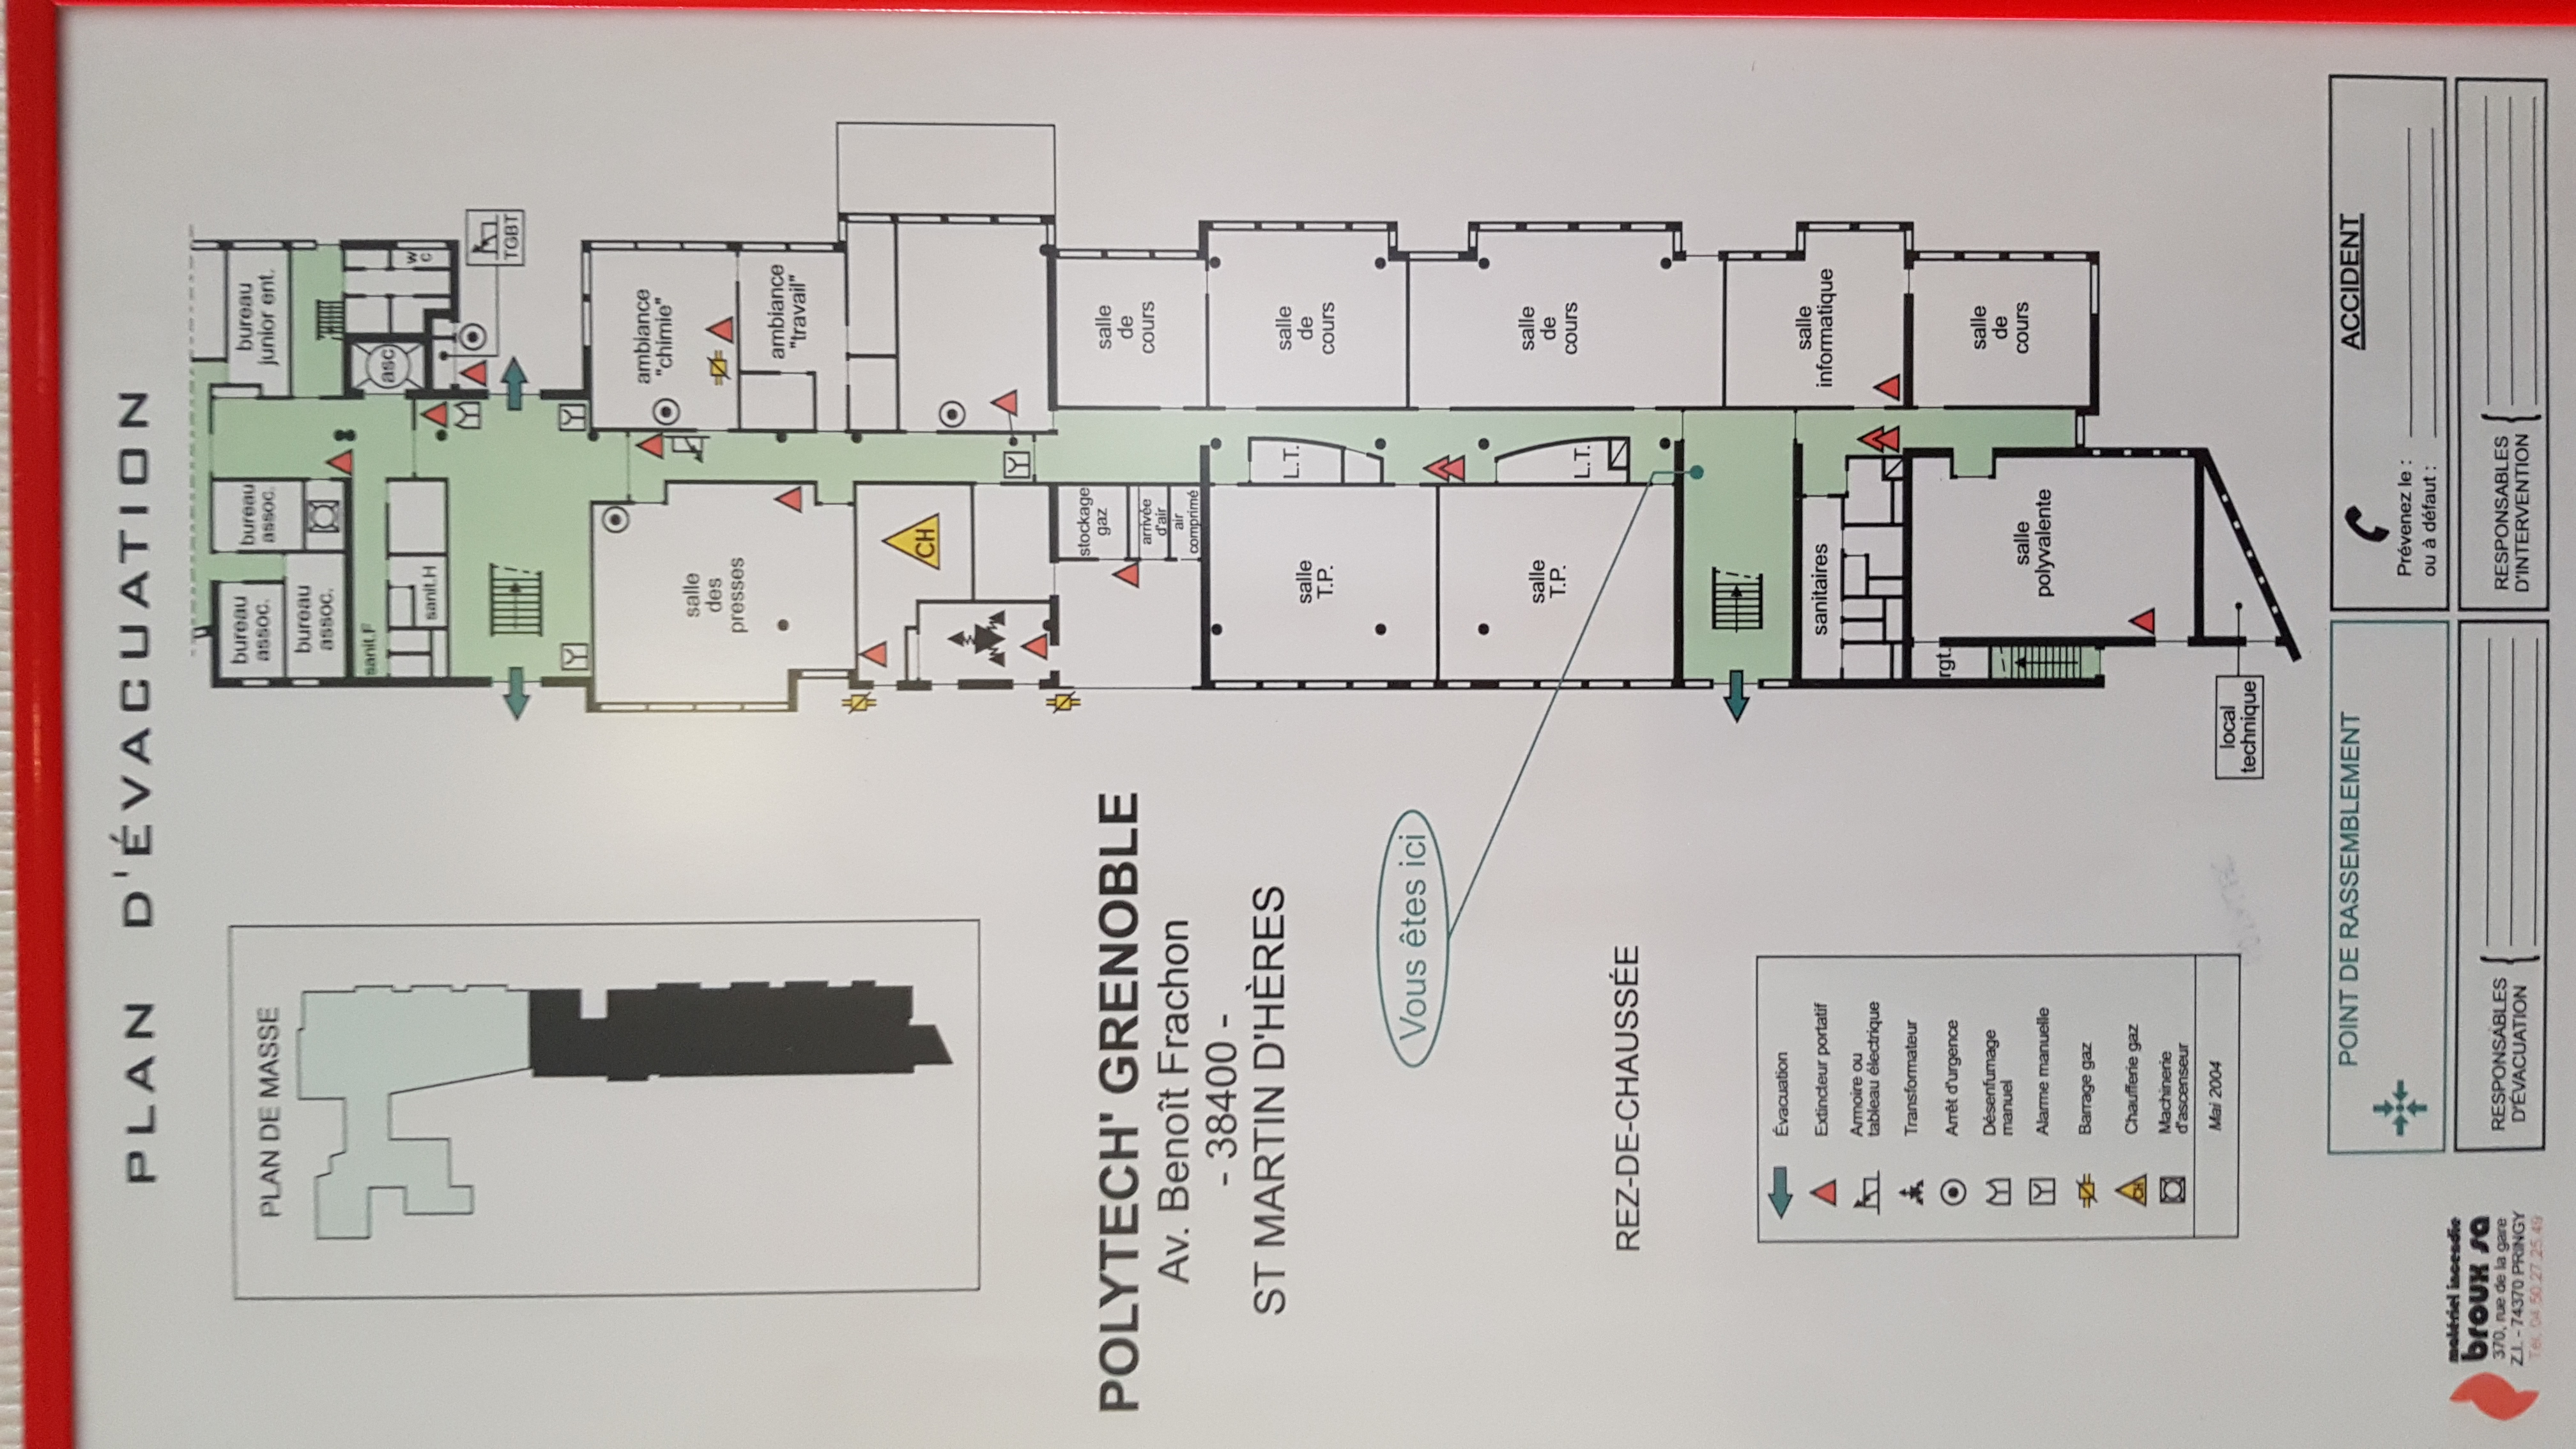 PLAN D'ÉVACUATION
PLAN DE MASSE
bureau
assoc.
bureau
assoc.
bureau
junior ent.
bureau
assoc.
sanit.F
asc
sanit.H
W
C
TGBT
ambiance
"chimie"
salle
des
presses
ambiance
"travail"
CH
stockage
gaz
arrivée
d'air
air
comprimé
salle
de
cours
POLYTECH' GRENOBLE
Av. Benoît Frachon
- 38400 -
ST MARTIN D'HÈRES
salle
T.P.
L.T.
salle
de
cours
Vous êtes ici
salle
T.P.
L.T.
salle
de
cours
REZ-DE-CHAUSSÉE
sanitaires
salle
informatique
rgt.
salle
polyvalente
salle
de
cours
local
technique
Évacuation
Extincteur portatif
Armoire ou
tableau électrique
Transformateur
Arrêt d'urgence
Désenfumage
manuel
Alarme manuelle
Barrage gaz
CH
Chaufferie gaz
Machinerie
d'ascenseur
Mai 2004
POINT DE RASSEMBLEMENT
ACCIDENT
Prévenez le :
ou à défaut :
RESPONSABLES
D'ÉVACUATION
RESPONSABLES
D'INTERVENTION
matériel incendie
broux sa
370, rue de la gare
Z.I. - 74370 PRINGY
Tél. 04.50.27.25.49